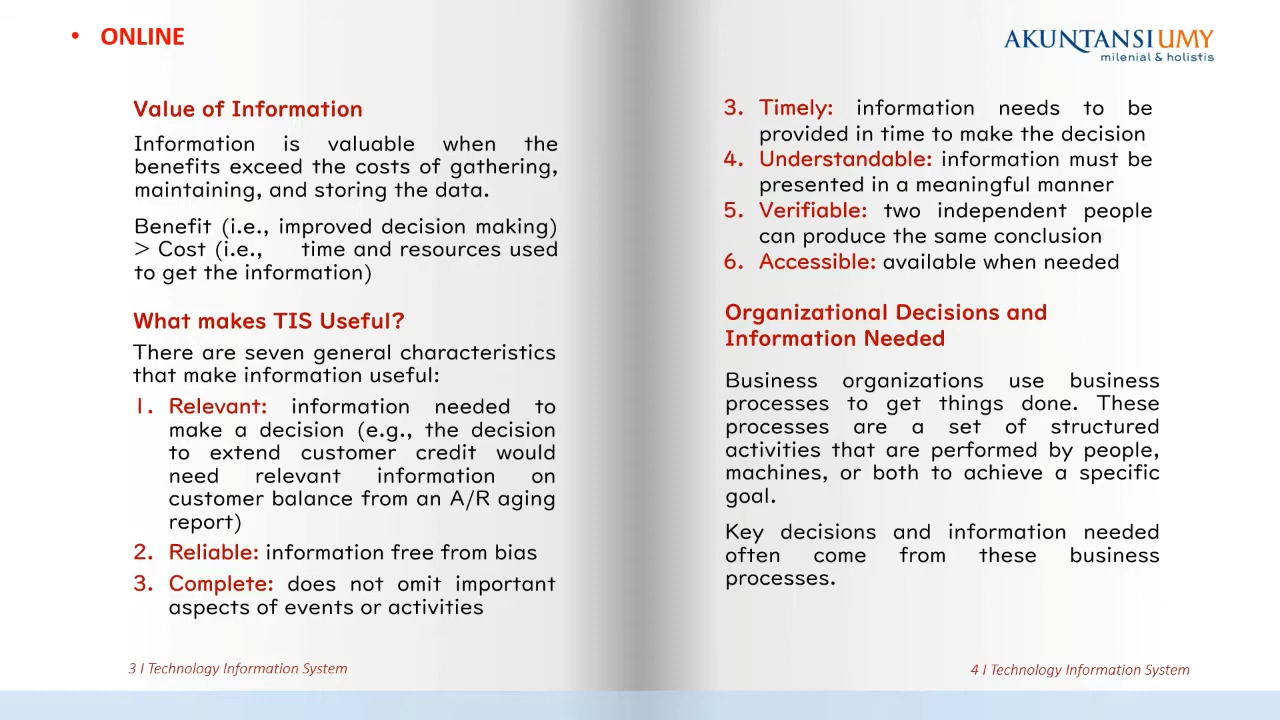 • ONLINE
AKUNTANSI UMY
milenial & holistis
Value of Information
Information is valuable when the
benefits exceed the costs of gathering,
maintaining, and storing the data.
Benefit (i.e., improved decision making)
> Cost (i.e., time and resources used
to get the information)
What makes TIS Useful?
There are seven general characteristics
that make information useful:
1. Relevant: information needed to
make a decision (e.g., the decision
to extend customer credit would
need relevant information on
customer balance from an A/R aging
report)
2. Reliable: information free from bias
3. Complete: does not omit important
aspects of events or activities
3 I Technology Information System
3. Timely: information needs to be
provided in time to make the decision
4. Understandable: information must be
presented in a meaningful manner
5. Verifiable: two independent people
can produce the same conclusion
6. Accessible: available when needed
Organizational Decisions and
Information Needed
Business organizations use business
processes to get things done. These
processes are a set of structured
activities that are performed by people,
machines, or both to achieve a specific
goal.
Key decisions and information needed
often come from these business
processes.
4 I Technology Information System